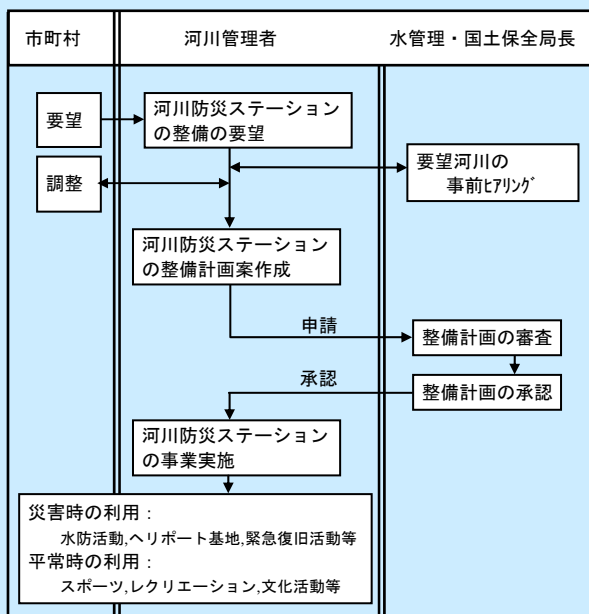 市町村
河川管理者
水管理・国土保全局長
要望
河川防災ステーション
の整備の要望
調整
要望河川の
事前ﾋｱﾘﾝｸﾞ
河川防災ステーション
の整備計画案作成
申請
整備計画の審査
承認
整備計画の承認
河川防災ステーション
の事業実施
災害時の利用：
水防活動,ヘリポート基地,緊急復旧活動等
平常時の利用：
スポーツ,レクリエーション,文化活動等